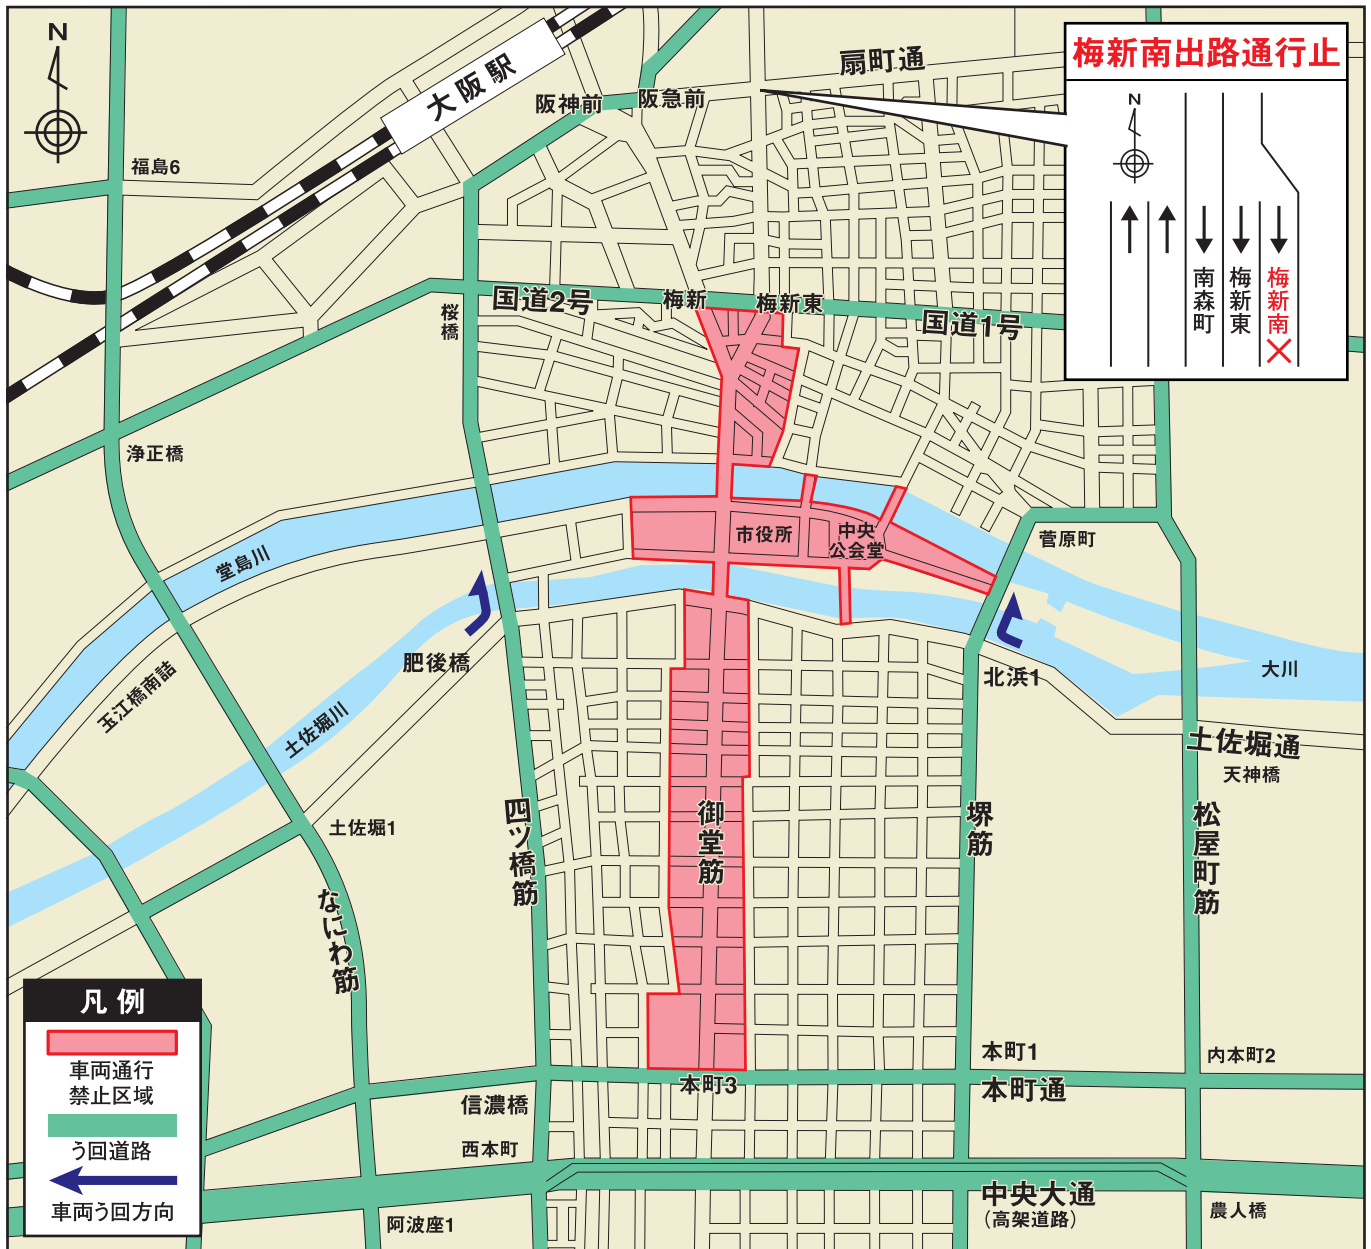 N
大阪駅
扇町通
阪神前
阪急前
福島6
梅新南出路通行止
N
南森町
梅新東
梅新南
国道2号
梅新
梅新東
国道1号
桜橋
浄正橋
市役所
中央
公会堂
菅原町
堂島川
肥後橋
北浜1
大川
玉江橋南詰
土佐堀川
土佐堀通
天神橋
土佐堀1
四ツ橋筋
御堂筋
堺筋
松屋町筋
なにわ筋
凡例
車両通行
禁止区域
う回道路
車両う回方向
本町1
内本町2
本町3
本町通
信濃橋
西本町
中央大通
(高架道路)
阿波座1
農人橋